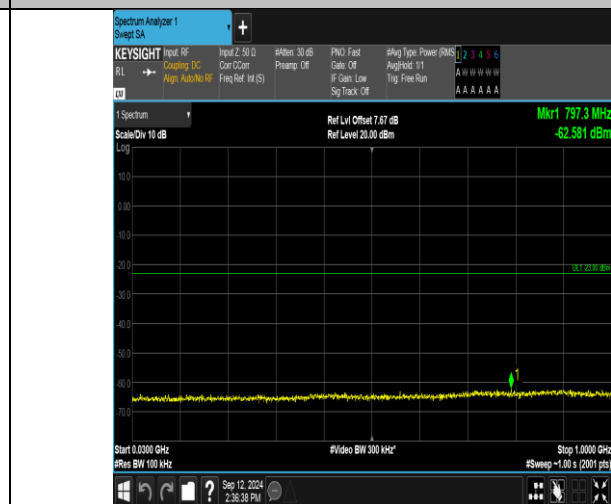 Spectrum Analyzer 1
Swept SA
+
KEYSIGHT
RL
LXI
Input: RF
Coupling: DC
Align: Auto/No RF
Input Z: 50 Ω
Corr CCorr
Freq Ref: Int (S)
#Atten: 30 dB
Preamp: Off
PNO: Fast
Gate: Off
IF Gain: Low
Sig Track: Off
#Avg Type: Power (RMS
Avg|Hold: 1/1
Trig: Free Run
1 2 3 4 5 6
A W W W W W
A A A A A A
1 Spectrum
Scale/Div 10 dB
Log
Ref Lvl Offset 7.67 dB
Ref Level 20.00 dBm
Mkr1 797.3 MHz
-62.581 dBm
10.0
0.00
-10.0
-20.0
DL1 -23.00 dBm
-30.0
-40.0
-50.0
1
-60.0
-70.0
Start 0.0300 GHz
#Res BW 100 kHz
#Video BW 300 kHz*
Stop 1.0000 GHz
#Sweep ~1.00 s (2001 pts)
?
Sep 12, 2024
2:36:38 PM